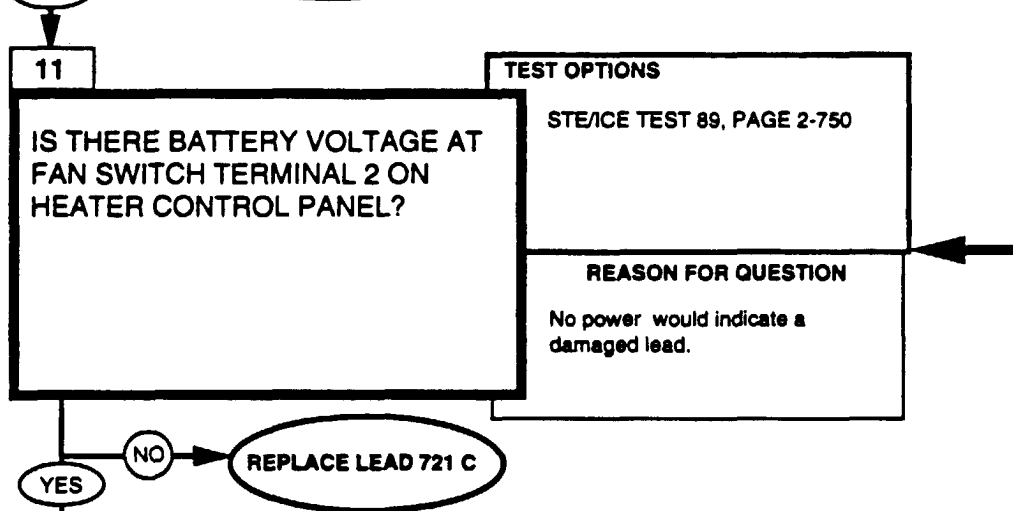 11
IS THERE BATTERY VOLTAGE AT
FAN SWITCH TERMINAL 2 ON
HEATER CONTROL PANEL?
TEST OPTIONS
STE/ICE TEST 89, PAGE 2-750
REASON FOR QUESTION
No power would indicate a
damaged lead.
NO
REPLACE LEAD 721 C
YES